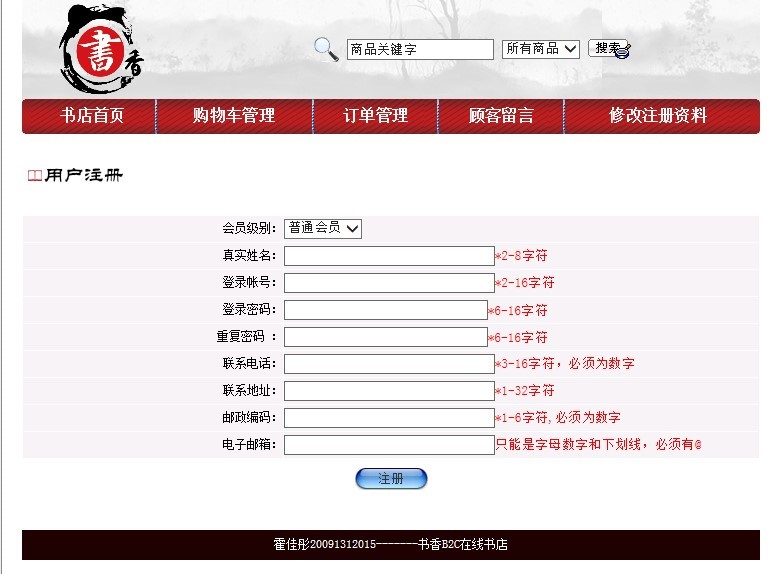 書
香
商品关键字 所有商品 搜索
书店首页 购物车管理 订单管理 顾客留言 修改注册资料
用户注册
会员级别: 普通会员
真实姓名: *2-8字符
登录帐号: *2-16字符
登录密码: *6-16字符
重复密码 : *6-16字符
联系电话: *3-16字符，必须为数字
联系地址: *1-32字符
邮政编码: *1-6字符,必须为数字
电子邮箱: 只能是字母数字和下划线，必须有@
注册
霍佳彤20091312015-------书香B2C在线书店